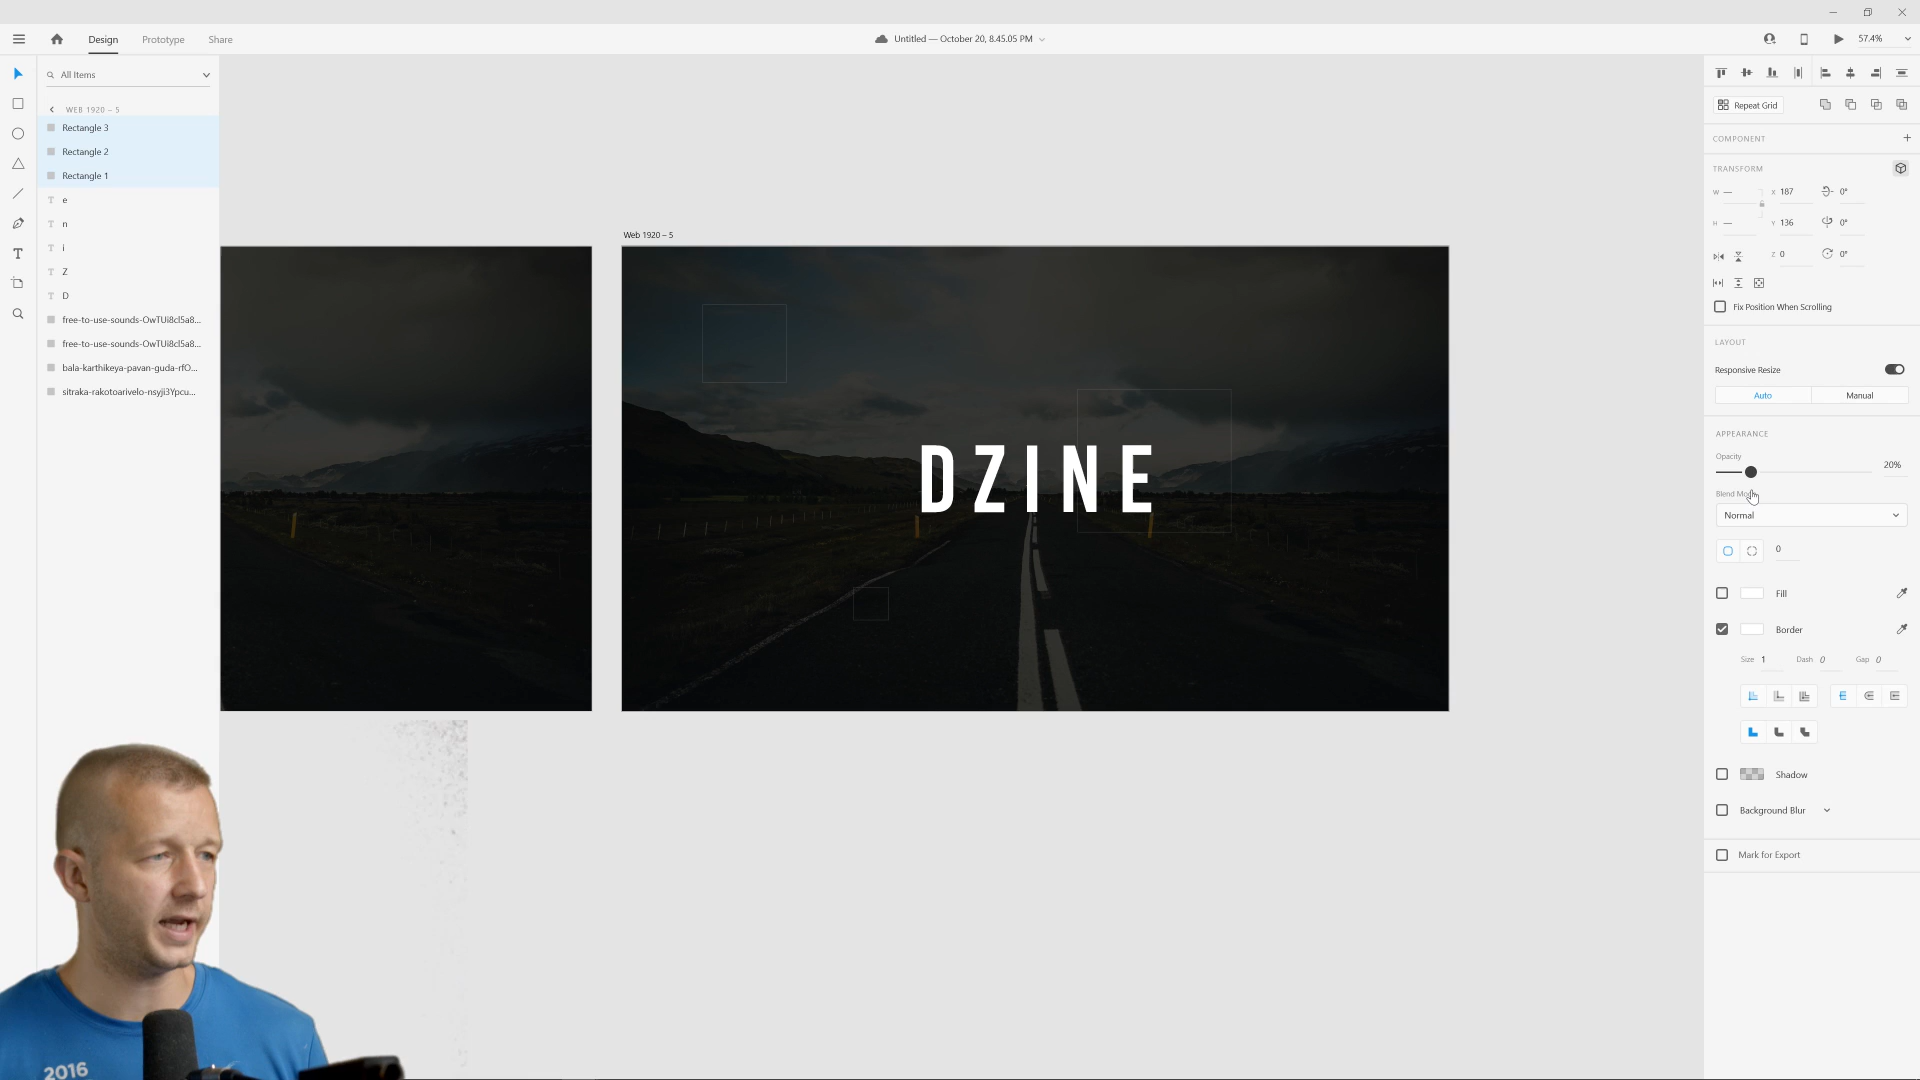 Design
Prototype
Share
Untitled — October 20, 8.45.05 PM
57.4%
All Items
WEB 1920 – 5
Rectangle 3
Rectangle 2
Rectangle 1
T e
T n
T i
T Z
T D
free-to-use-sounds-OwTUi8cl5a8...
free-to-use-sounds-OwTUi8cl5a8...
bala-karthikeya-pavan-guda-rfO...
sitraka-rakotoarivelo-nsyji3Ypcu...
Web 1920 – 5
DZINE
Repeat Grid
COMPONENT
TRANSFORM
W — X 187 0°
H — Y 136 0°
Z 0 0°
Fix Position When Scrolling
LAYOUT
Responsive Resize
Auto Manual
APPEARANCE
Opacity
20%
Blend
Normal
0
Fill
Border
Size 1 Dash 0 Gap 0
Shadow
Background Blur
Mark for Export
2016